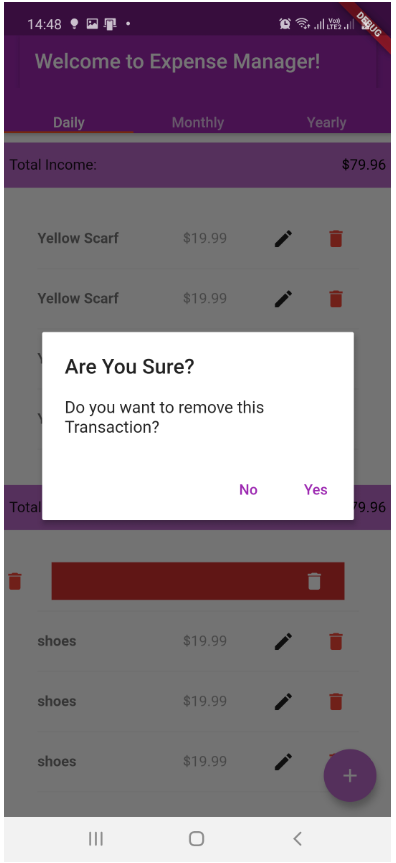 14:48
Vo)) LTE2
DEBUG
Welcome to Expense Manager!
Daily Monthly Yearly
Total Income: $79.96
Yellow Scarf $19.99
Yellow Scarf $19.99
Y
Are You Sure?
Do you want to remove this
Transaction?
Y
No Yes
Total 79.96
shoes $19.99
shoes $19.99
shoes $19.99
+